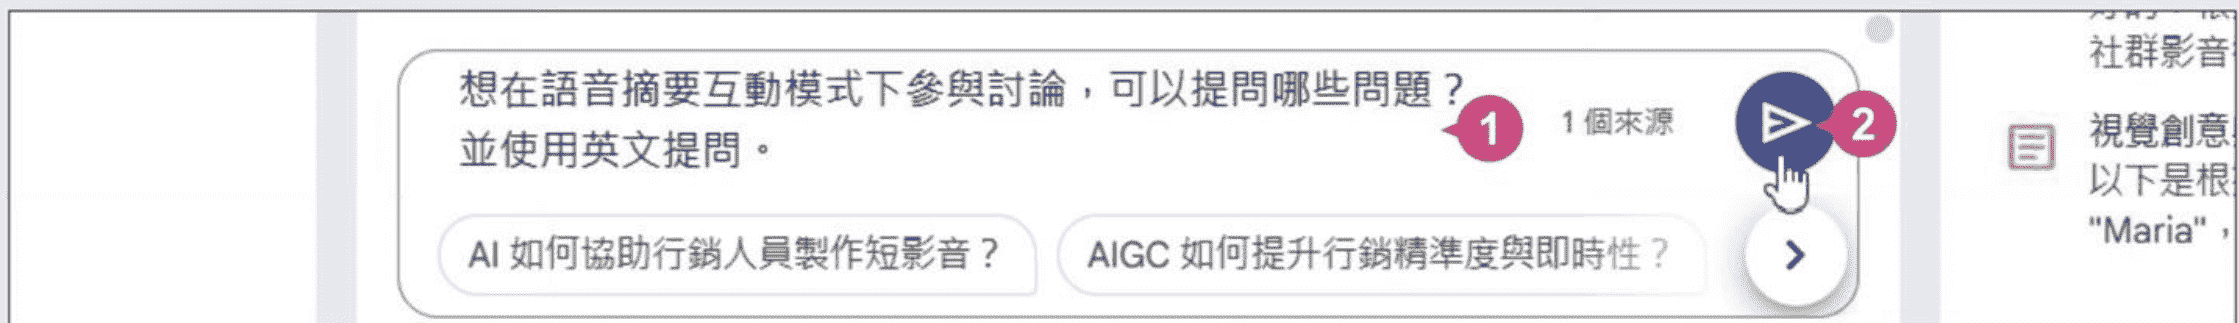 想在語音摘要互動模式下參與討論，可以提問哪些問題？
並使用英文提問。
1
1 個來源
2
AI 如何協助行銷人員製作短影音？
AIGC 如何提升行銷精準度與即時性？
社群影音
視覺創意
以下是根
"Maria"，